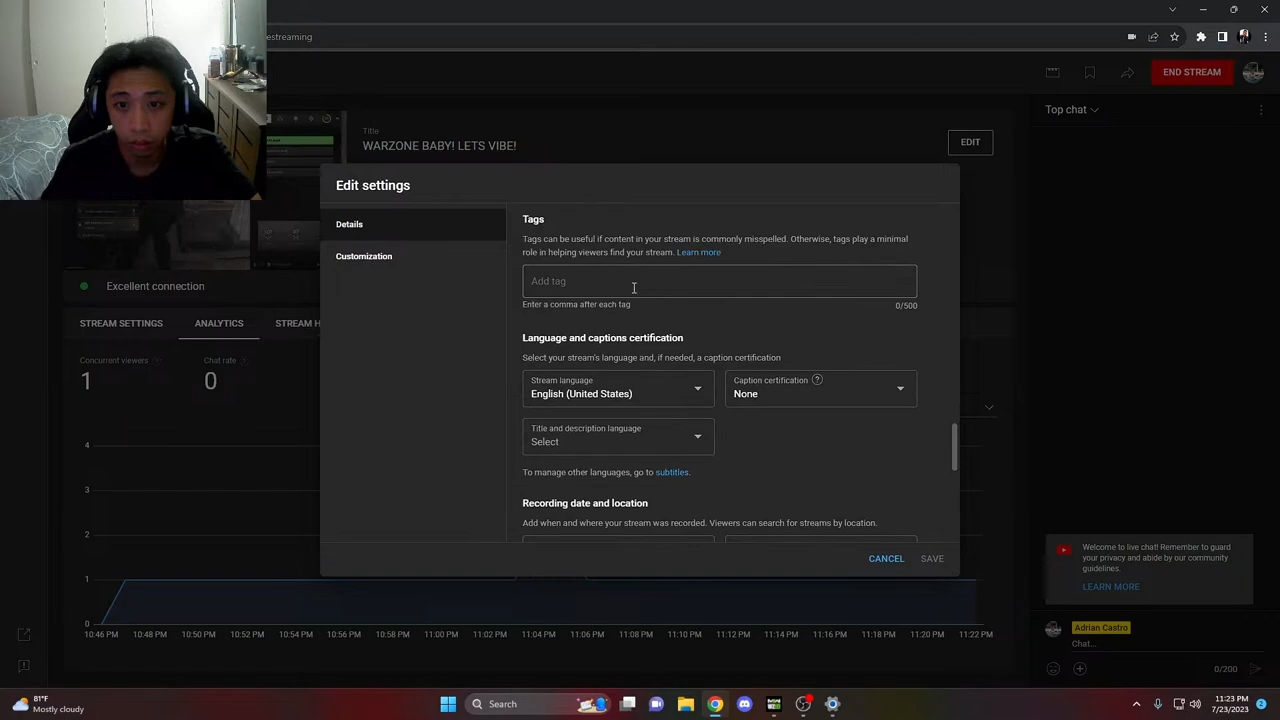 estreaming
END STREAM
Title
WARZONE BABY! LETS VIBE!
EDIT
Top chat
Edit settings
Details
Customization
Tags
Tags can be useful if content in your stream is commonly misspelled. Otherwise, tags play a minimal
role in helping viewers find your stream. Learn more
Add tag
Enter a comma after each tag
0/500
Language and captions certification
Select your stream's language and, if needed, a caption certification
Stream language
English (United States)
Caption certification
None
Title and description language
Select
To manage other languages, go to subtitles.
Recording date and location
Add when and where your stream was recorded. Viewers can search for streams by location.
CANCEL
SAVE
Excellent connection
STREAM SETTINGS
ANALYTICS
STREAM H
Concurrent viewers
1
Chat rate
0
4
3
2
1
0
10:46 PM 10:48 PM 10:50 PM 10:52 PM 10:54 PM 10:56 PM 10:58 PM 11:00 PM 11:02 PM 11:04 PM 11:06 PM 11:08 PM 11:10 PM 11:12 PM 11:14 PM 11:16 PM 11:18 PM 11:20 PM 11:22 PM
Welcome to live chat! Remember to guard
your privacy and abide by our community
guidelines.
LEARN MORE
Adrian Castro
Chat...
0/200
81°F
Mostly cloudy
Search
11:23 PM
7/23/2023
2